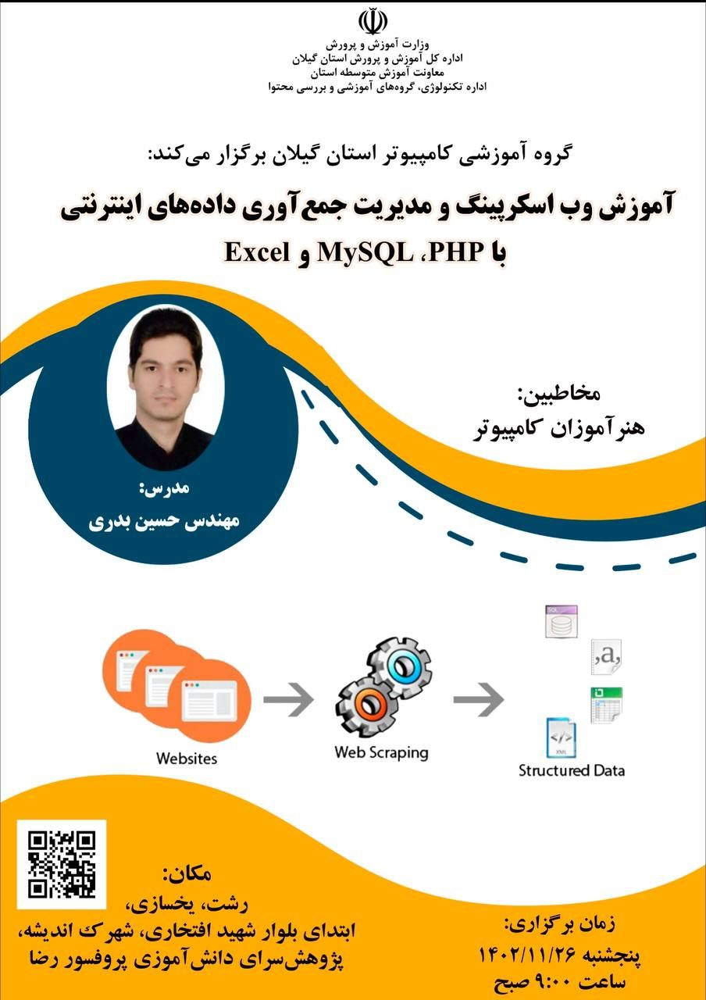 وزارت آموزش و پرورش
اداره کل آموزش و پرورش استان گیلان
معاونت آموزش متوسطه استان
اداره تکنولوژی، گروه‌های آموزشی و بررسی محتوا
گروه آموزشی کامپیوتر استان گیلان برگزار می‌کند:
آموزش وب اسکرپینگ و مدیریت جمع‌آوری داده‌های اینترنتی
با PHP، MySQL و Excel
مخاطبین:
هنرآموزان کامپیوتر
مدرس:
مهندس حسین بدری
SQL
,a,
XML
Websites
Web Scraping
Structured Data
مکان:
رشت، یخسازی،
ابتدای بلوار شهید افتخاری، شهرک اندیشه،
پژوهش‌سرای دانش‌آموزی پروفسور رضا
زمان برگزاری:
پنجشنبه ۱۴۰۲/۱۱/۲۶
ساعت ۹:۰۰ صبح